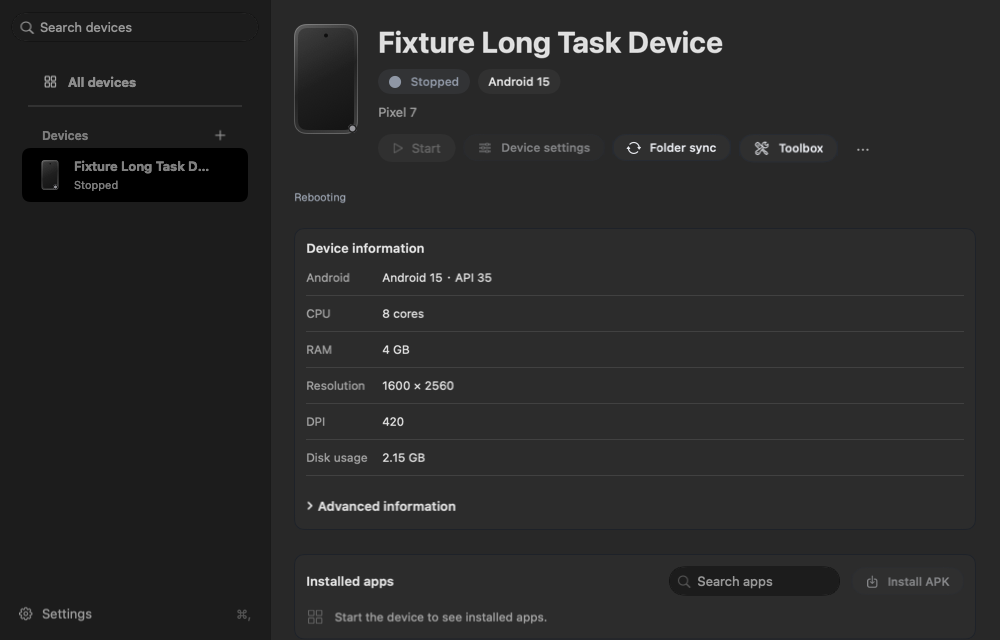 Search devices
All devices
Devices
Fixture Long Task D...
Stopped
Settings
⌘,
Fixture Long Task Device
Stopped
Android 15
Pixel 7
Start
Device settings
Folder sync
Toolbox
...
Rebooting
Device information
Android Android 15 · API 35
CPU 8 cores
RAM 4 GB
Resolution 1600 × 2560
DPI 420
Disk usage 2.15 GB
Advanced information
Installed apps
Search apps
Install APK
Start the device to see installed apps.